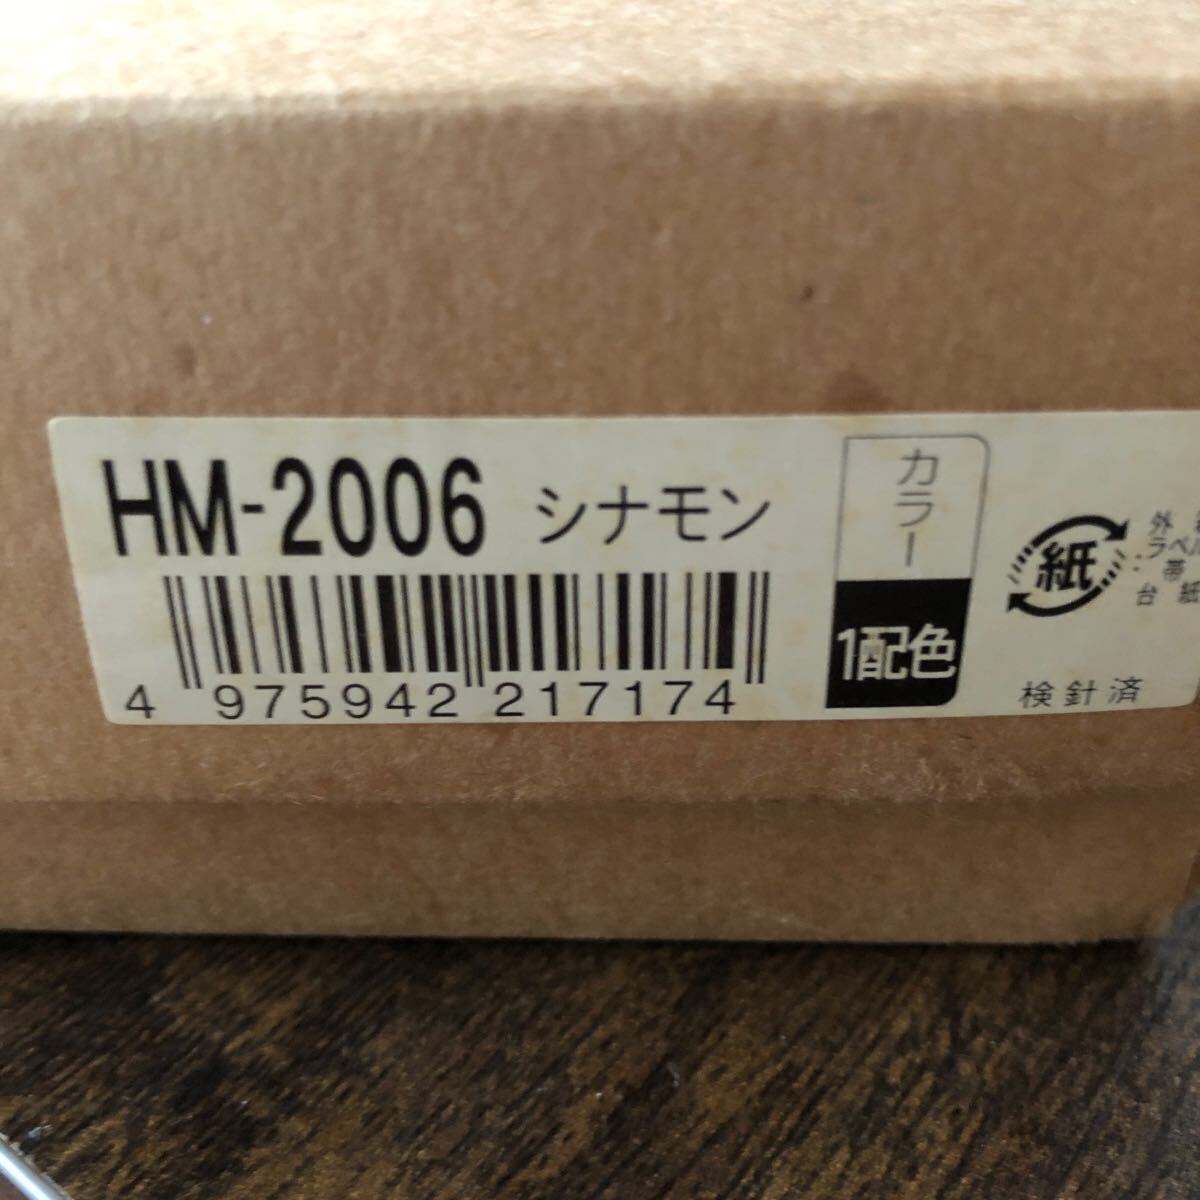 HM-2006 シナモン
4 975942 217174
カラー
1配色
紙
外
ラベル
帯
台紙
検針済